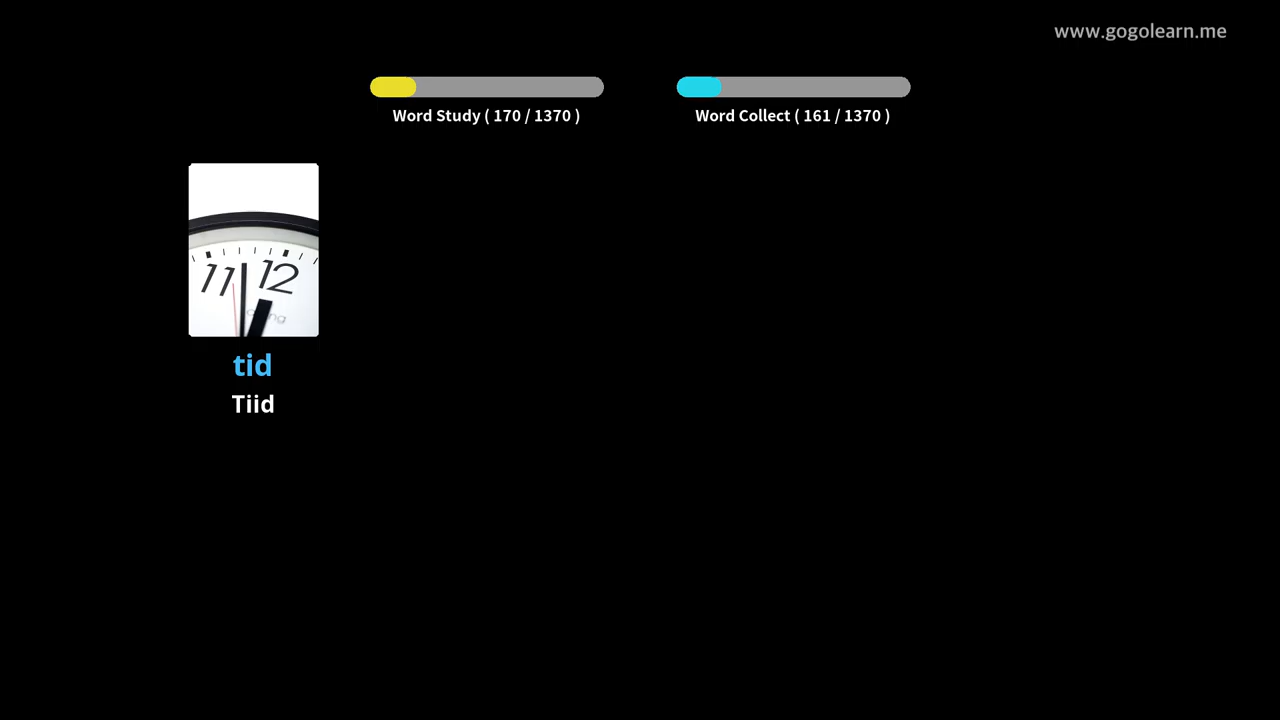 www.gogolearn.me
Word Study ( 170 / 1370 )
Word Collect ( 161 / 1370 )
11 12
tid
Tiid